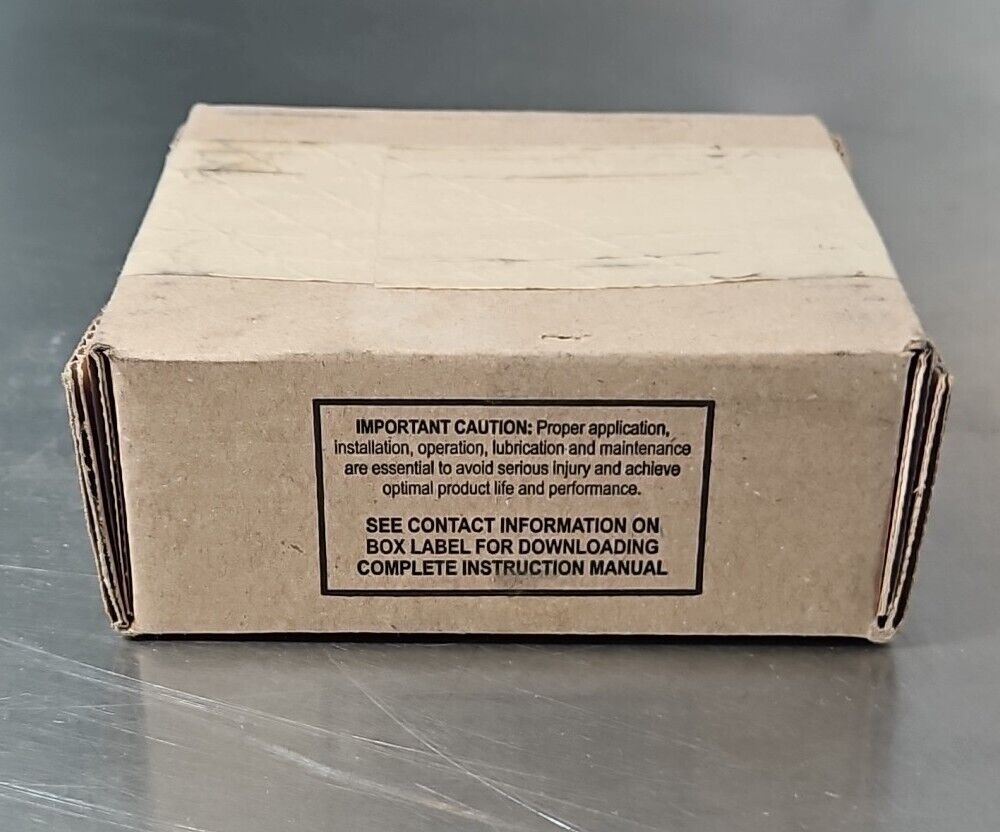 IMPORTANT CAUTION: Proper application,
installation, operation, lubrication and maintenance
are essential to avoid serious injury and achieve
optimal product life and performance.
SEE CONTACT INFORMATION ON
BOX LABEL FOR DOWNLOADING
COMPLETE INSTRUCTION MANUAL